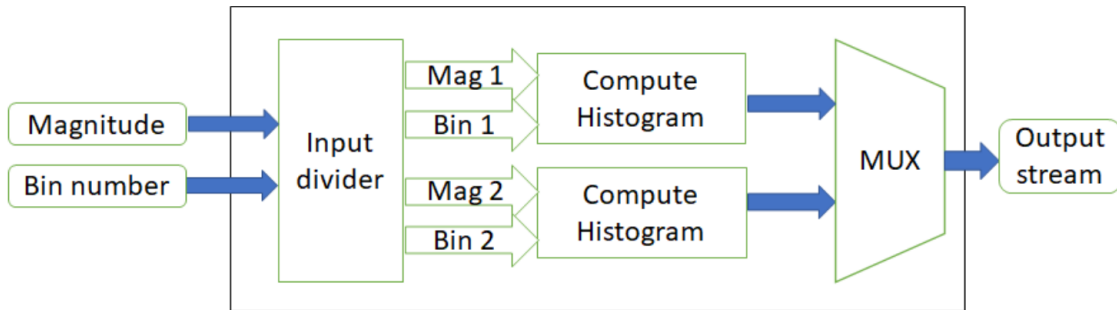 Magnitude
Bin number
Input
divider
Mag 1
Bin 1
Mag 2
Bin 2
Compute
Histogram
Compute
Histogram
MUX
Output
stream